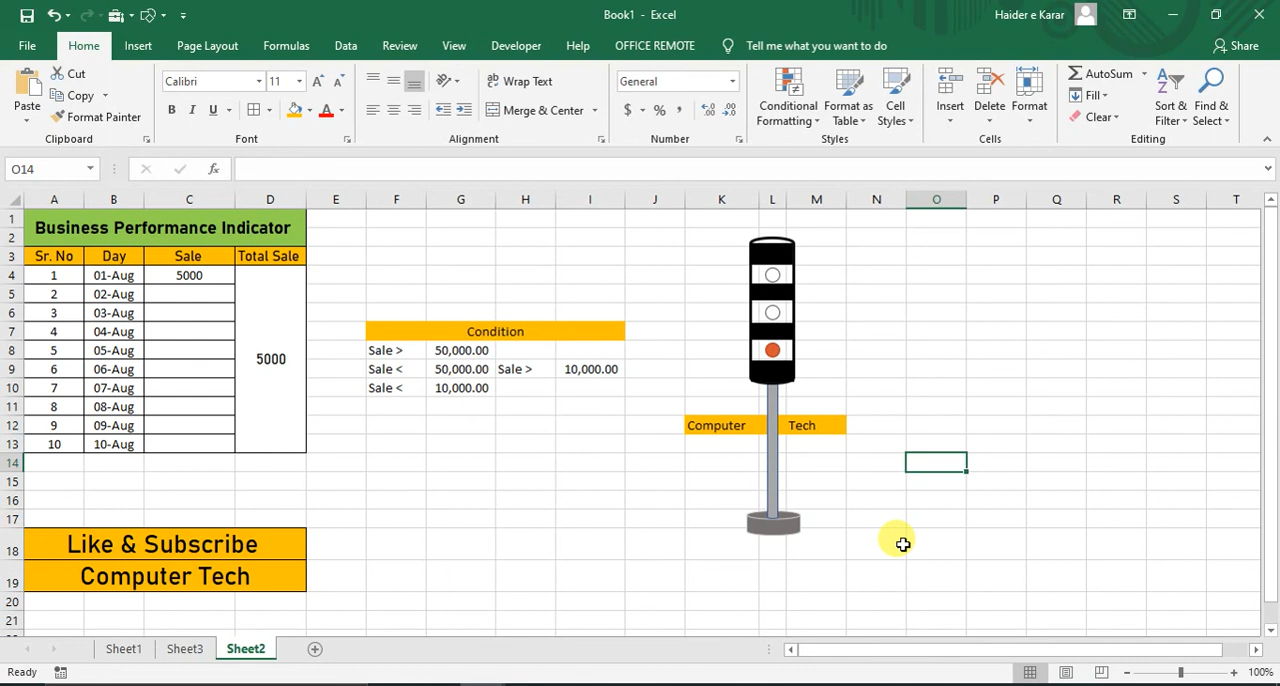 Book1 - Excel
Haider e Karar
File Home Insert Page Layout Formulas Data Review View Developer Help OFFICE REMOTE Tell me what you want to do Share
Paste
Cut
Copy
Format Painter
Clipboard
Calibri 11
B I U A
Font
Wrap Text
Merge & Center
Alignment
General
$ % ,
Number
Conditional Formatting
Format as Table
Cell Styles
Styles
Insert Delete Format
Cells
AutoSum
Fill
Clear
Sort & Filter
Find & Select
Editing
O14
fx
A B C D E F G H I J K L M N O P Q R S T
1
2
3
4
5
6
7
8
9
10
11
12
13
14
15
16
17
18
19
20
21
Business Performance Indicator
Sr. No Day Sale Total Sale
1 01-Aug 5000
2 02-Aug
3 03-Aug
4 04-Aug
5 05-Aug
5000
6 06-Aug
7 07-Aug
8 08-Aug
9 09-Aug
10 10-Aug
Condition
Sale > 50,000.00
Sale < 50,000.00 Sale > 10,000.00
Sale < 10,000.00
Computer Tech
Like & Subscribe
Computer Tech
Sheet1 Sheet3 Sheet2
Ready
100%